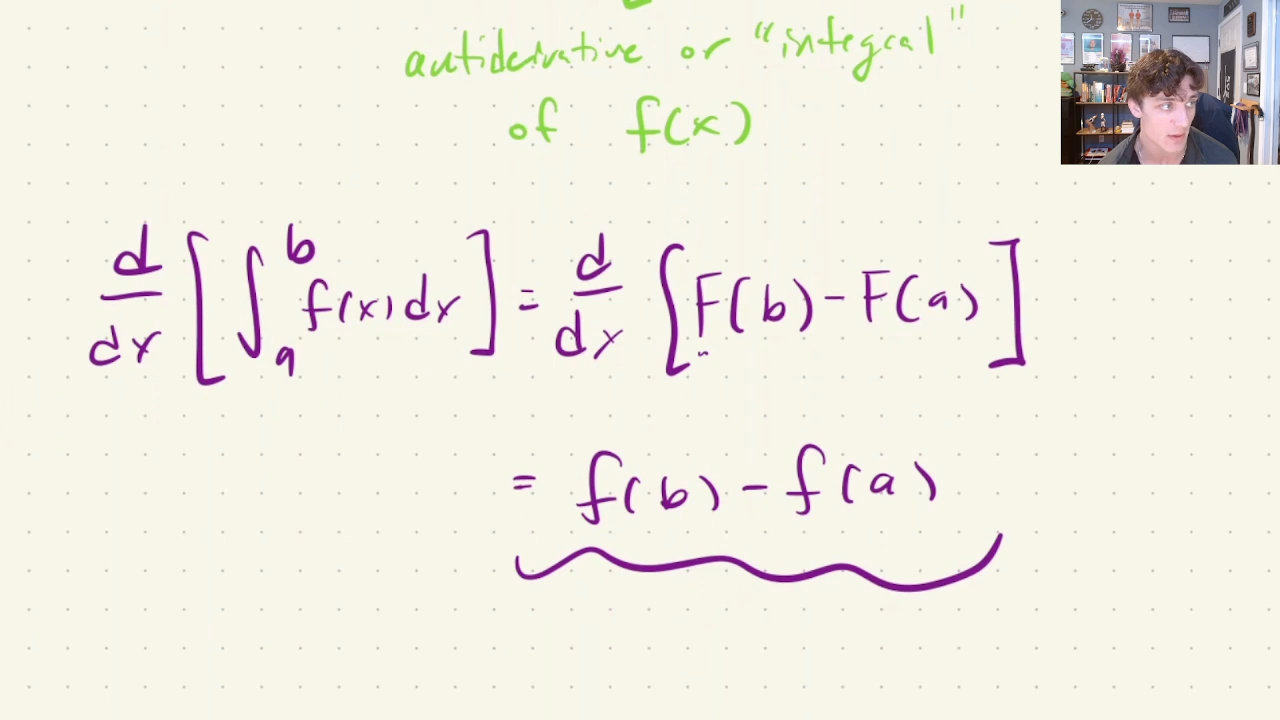 antiderivative or "integral"
of f(x)
d/dx [∫_a^b f(x) dx] = d/dx [F(b) - F(a)]
= f(b) - f(a)